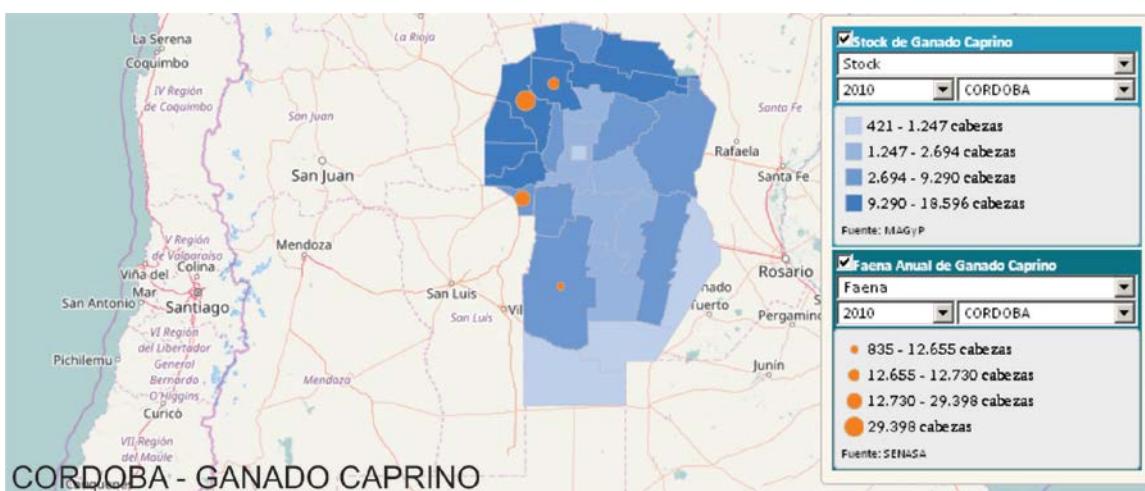 La Serena
Coquimbo
IV Región
de Coquimbo
La Rioja
San Juan
San Juan
V Región
de Valparaíso
Viña del
Mar
Colina
San Antonio
Santiago
VI Región
del Libertador
General
Bernardo
O'Higgins
Pichilemu
Curicó
VII Región
del Maule
Mendoza
Mendoza
San Luis
San Luis
Santa Fe
Rafaela
Santa Fe
Rosario
Pergamino
Junín
CORDOBA - GANADO CAPRINO
Stock de Ganado Caprino
Stock
2010 CORDOBA
421 - 1.247 cabezas
1.247 - 2.694 cabezas
2.694 - 9.290 cabezas
9.290 - 18.596 cabezas
Fuente: MAGyP
Faena Anual de Ganado Caprino
Faena
2010 CORDOBA
835 - 12.655 cabezas
12.655 - 12.730 cabezas
12.730 - 29.398 cabezas
29.398 cabezas
Fuente: SENASA